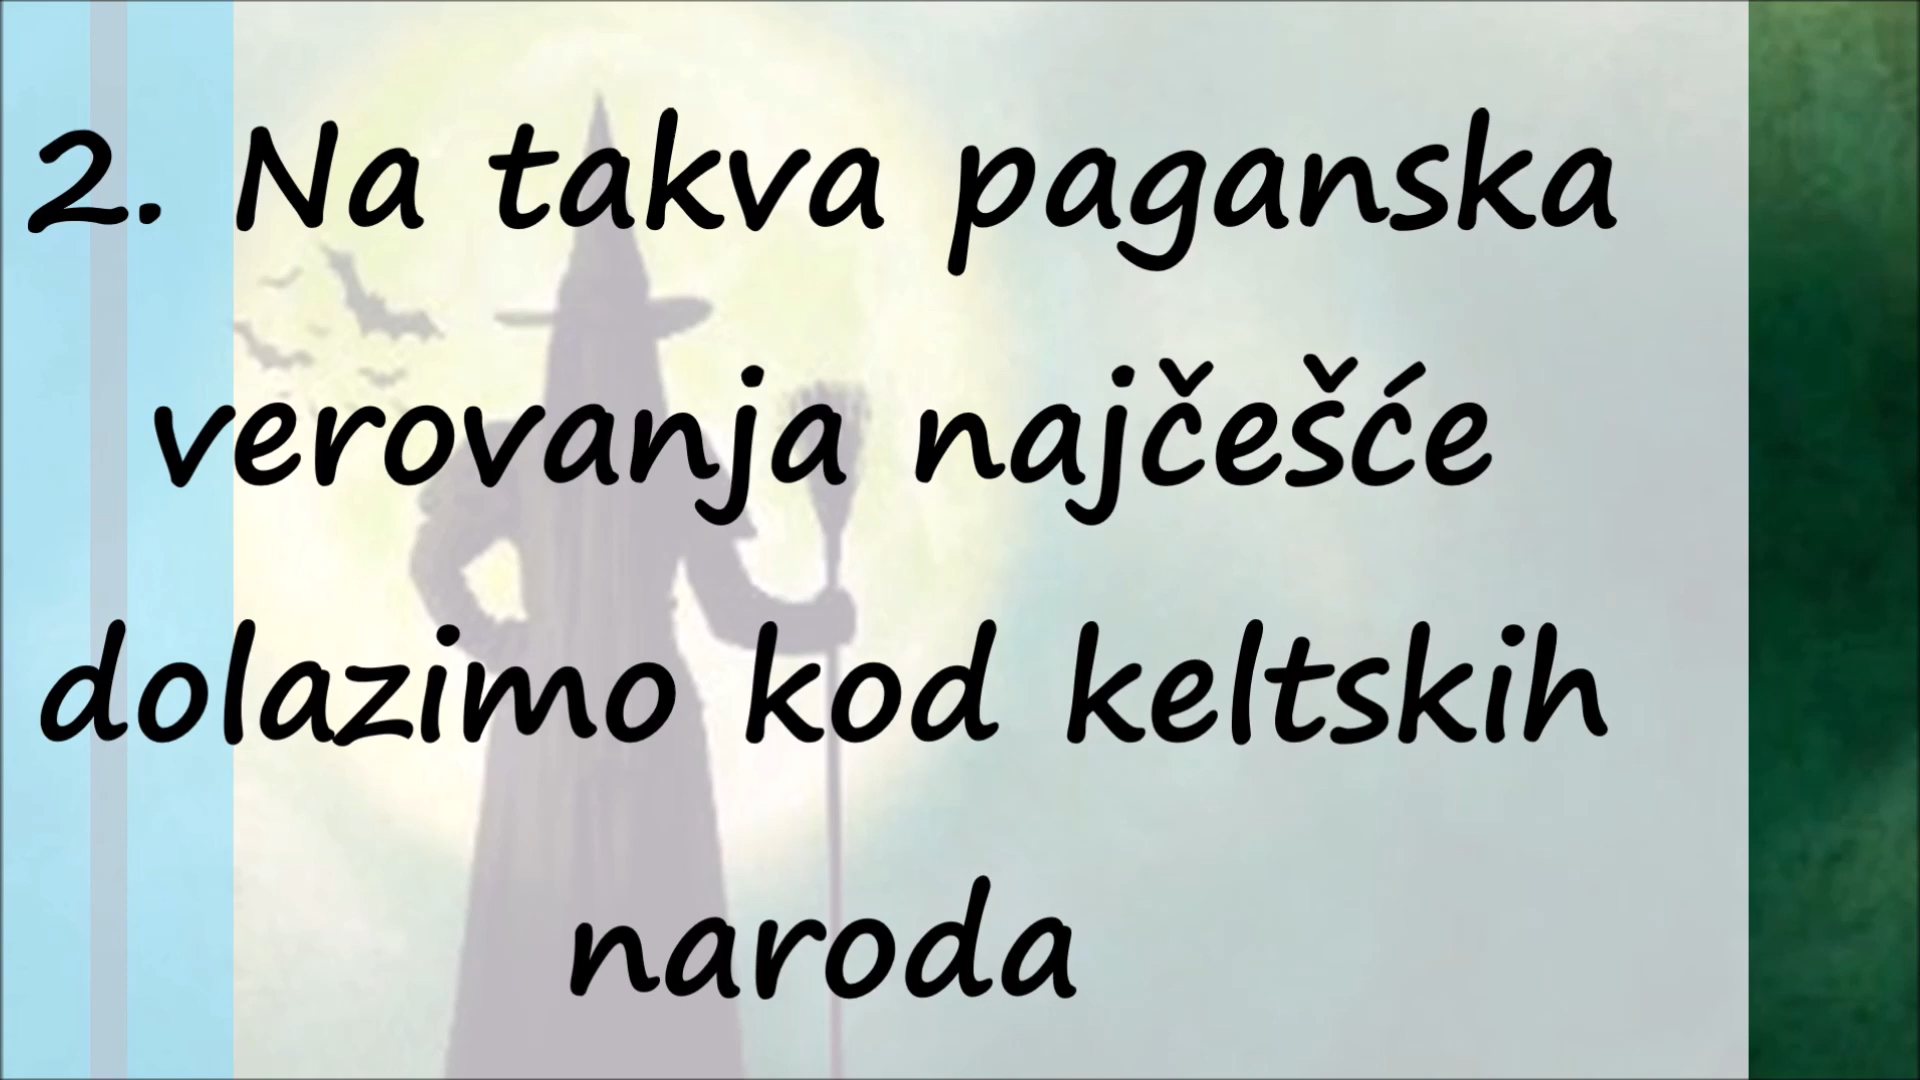 2. Na takva paganska
verovanja najčešće
dolazimo kod keltskih
naroda